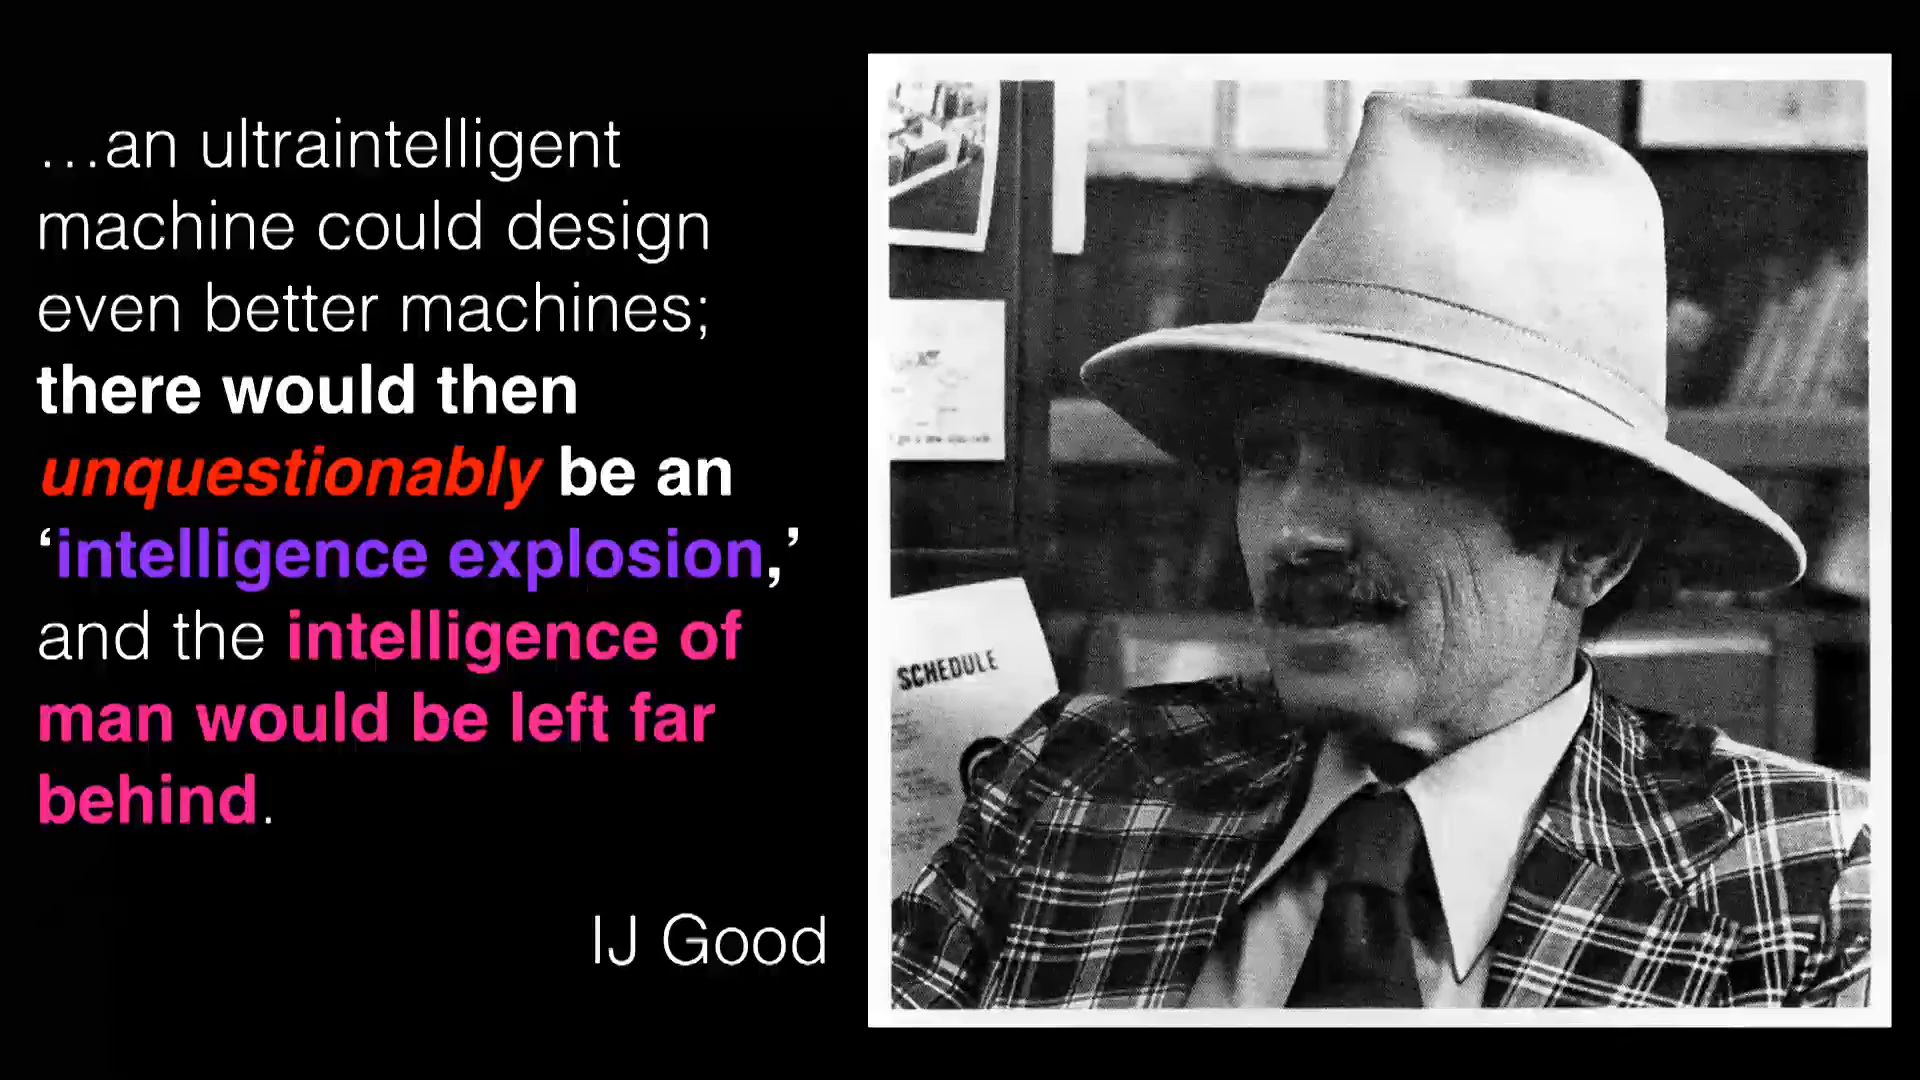 …an ultraintelligent
machine could design
even better machines;
there would then
unquestionably be an
‘intelligence explosion,’
and the intelligence of
man would be left far
behind.
IJ Good
SCHEDULE